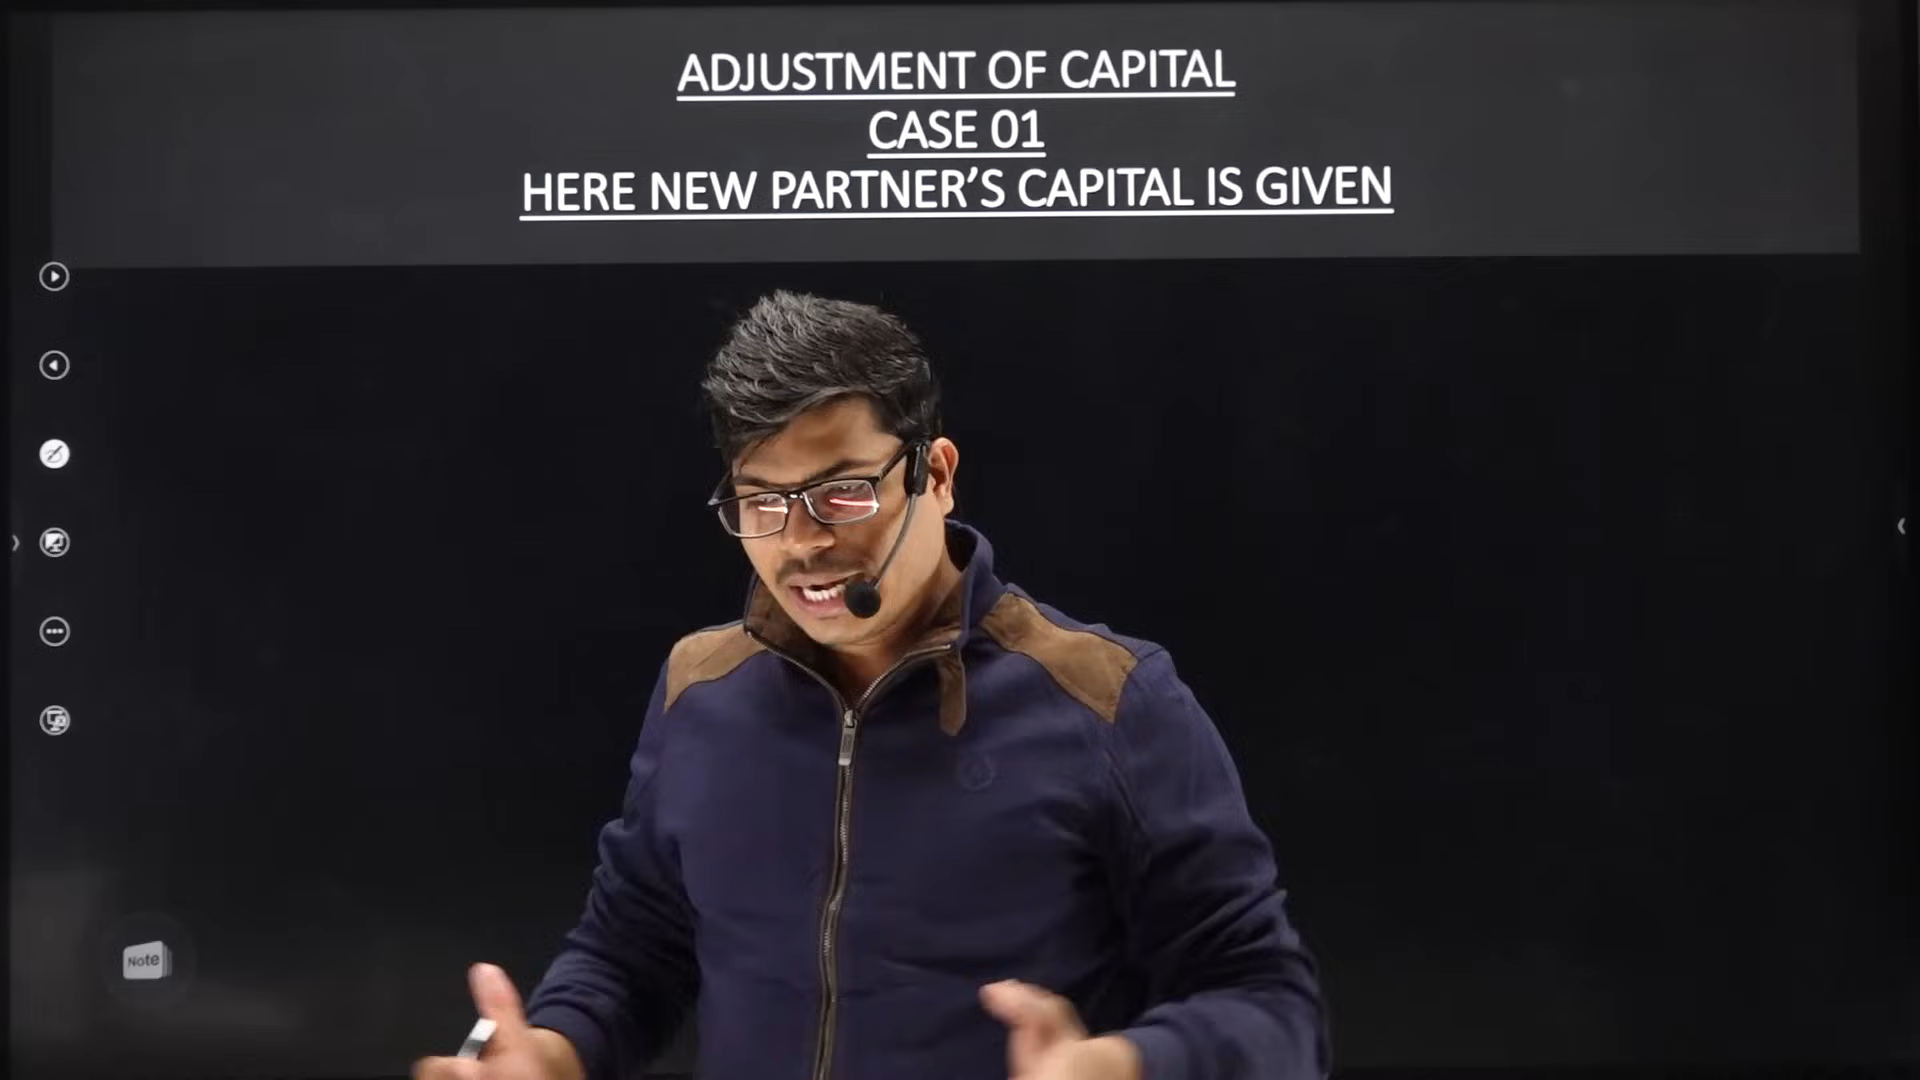 ADJUSTMENT OF CAPITAL
CASE 01
HERE NEW PARTNER’S CAPITAL IS GIVEN
Note